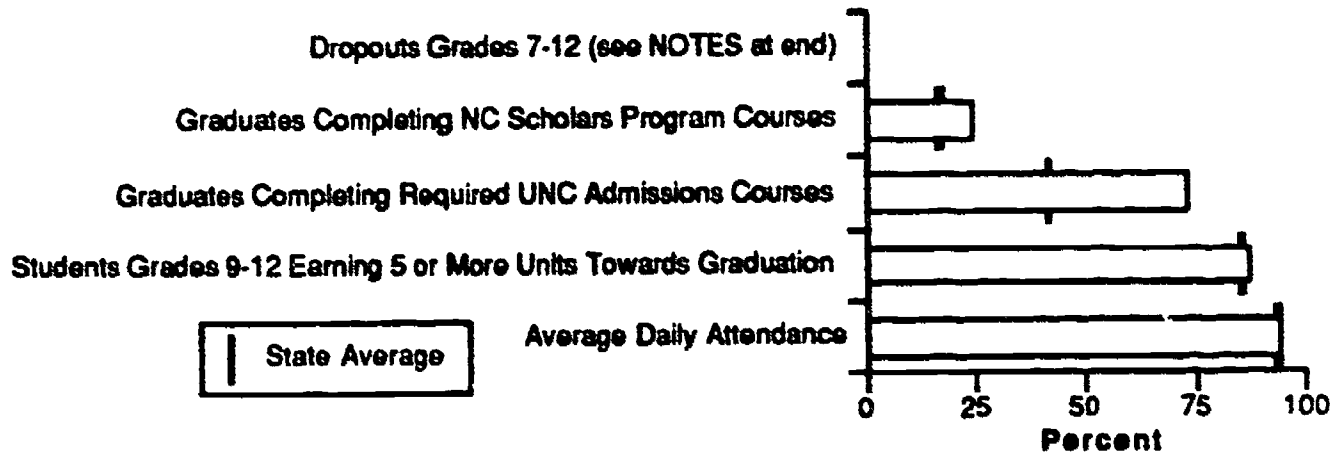 Dropouts Grades 7-12 (see NOTES at end)
Graduates Completing NC Scholars Program Courses
Graduates Completing Required UNC Admissions Courses
Students Grades 9-12 Earning 5 or More Units Towards Graduation
Average Daily Attendance
State Average
0 25 50 75 100
Percent